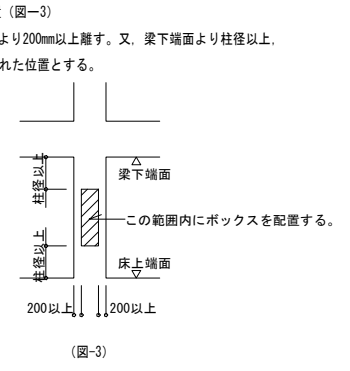 (図ー3)
より200mm以上離す。又, 梁下端面より柱径以上,
れた位置とする。
柱径以上
梁下端面
この範囲内にボックスを配置する。
柱径以上
床上端面
200以上 200以上
(図-3)